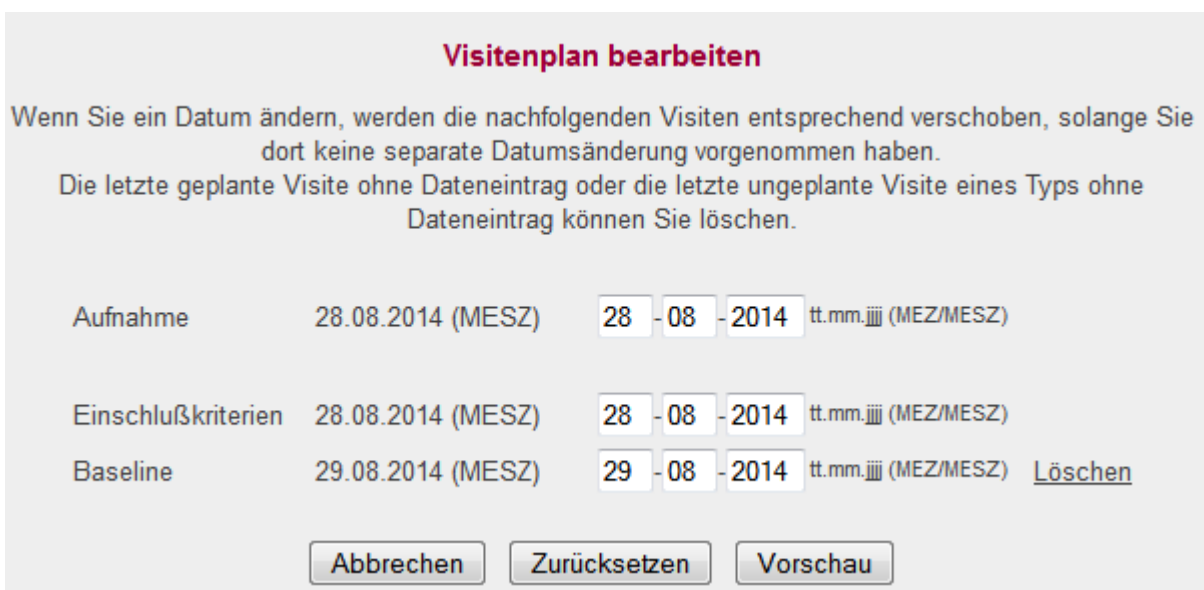 Visitenplan bearbeiten
Wenn Sie ein Datum ändern, werden die nachfolgenden Visiten entsprechend verschoben, solange Sie
dort keine separate Datumsänderung vorgenommen haben.
Die letzte geplante Visite ohne Dateneintrag oder die letzte ungeplante Visite eines Typs ohne
Dateneintrag können Sie löschen.
Aufnahme 28.08.2014 (MESZ) 28 - 08 - 2014 tt.mm.jjjj (MEZ/MESZ)
Einschlußkriterien 28.08.2014 (MESZ) 28 - 08 - 2014 tt.mm.jjjj (MEZ/MESZ)
Baseline 29.08.2014 (MESZ) 29 - 08 - 2014 tt.mm.jjjj (MEZ/MESZ) Löschen
Abbrechen Zurücksetzen Vorschau